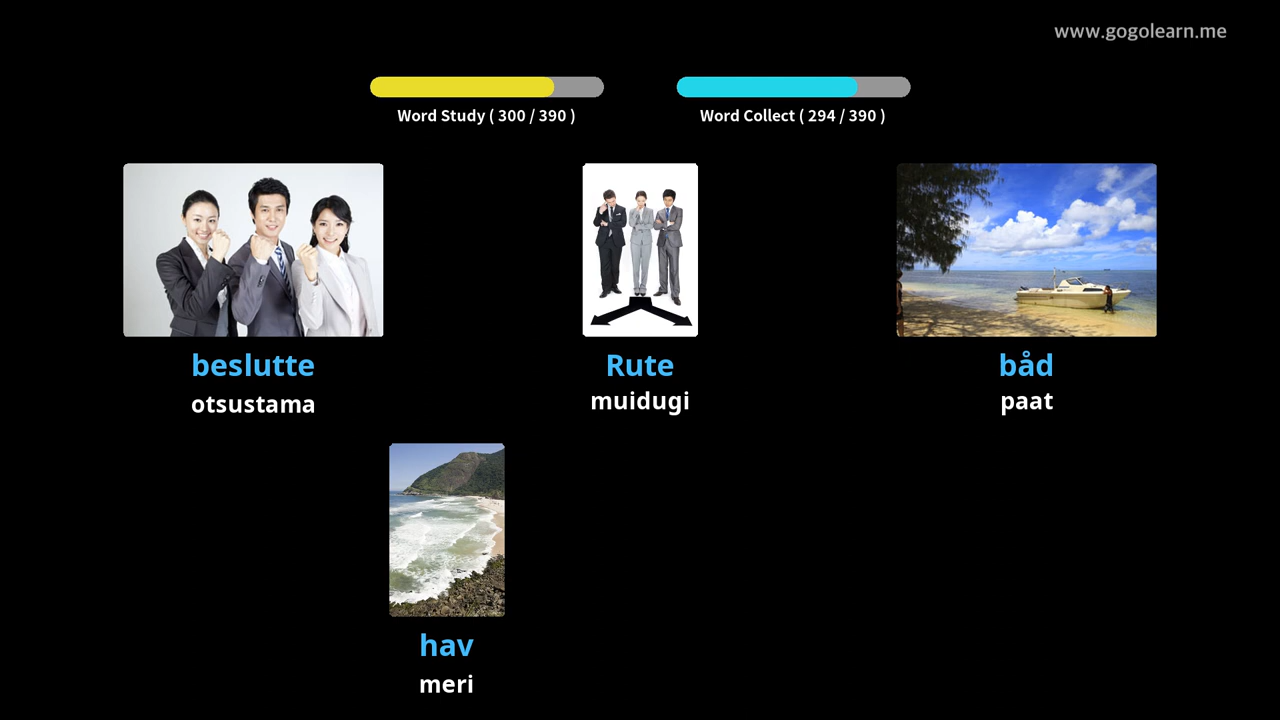 www.gogolearn.me
Word Study ( 300 / 390 )
Word Collect ( 294 / 390 )
beslutte
otsustama
Rute
muidugi
båd
paat
hav
meri